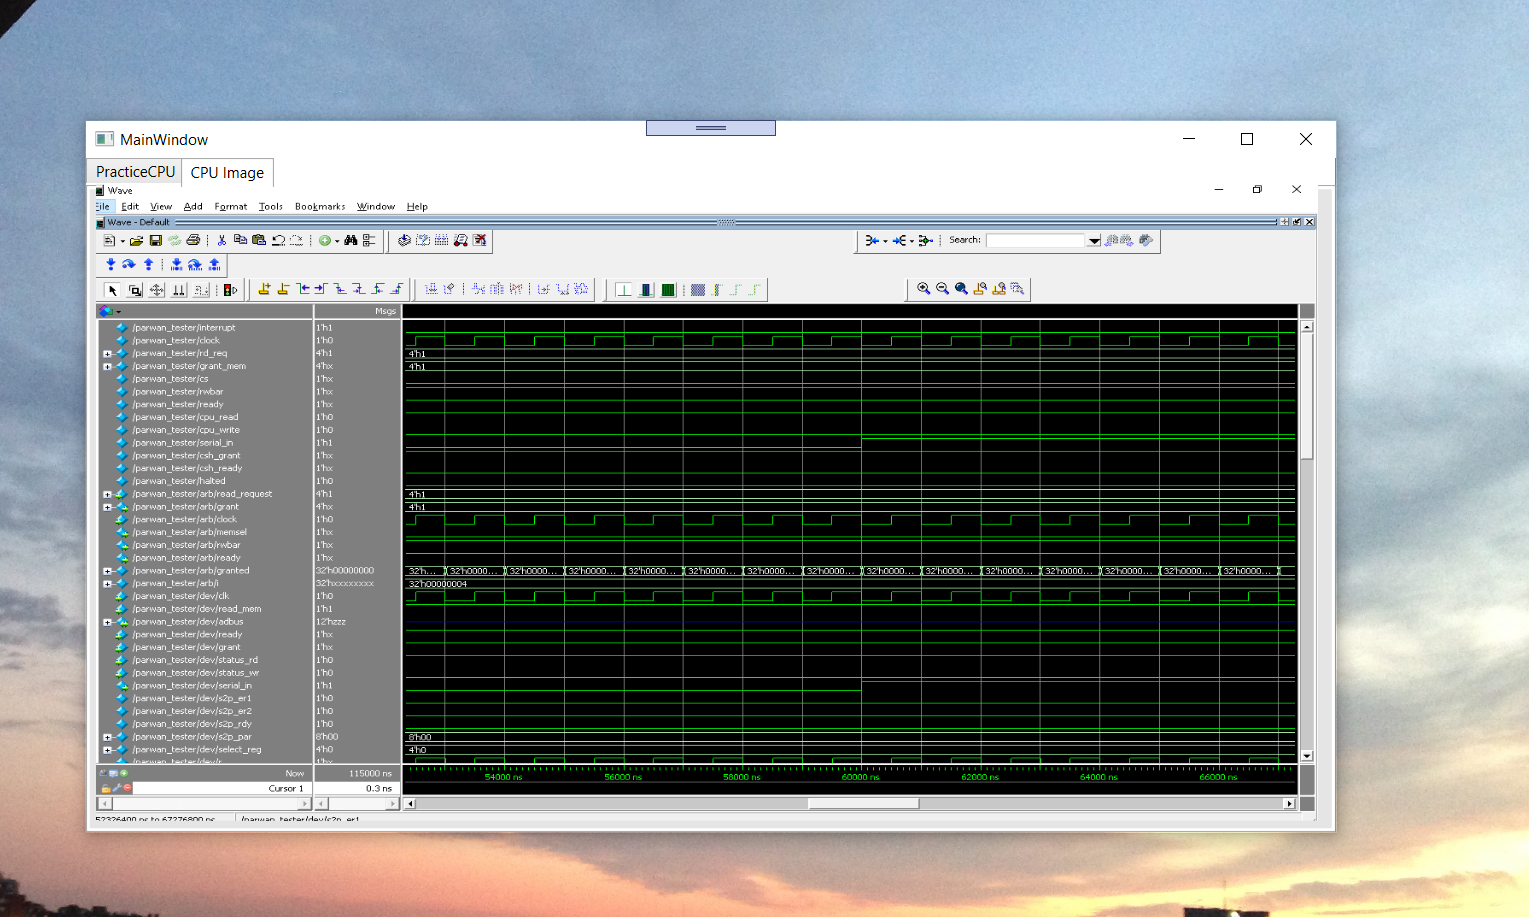 MainWindow
PracticeCPU CPU Image
Wave
File Edit View Add Format Tools Bookmarks Window Help
Wave - Default
Search:
Msgs
/parwan_tester/interrupt 1'h1
/parwan_tester/clock 1'h0
/parwan_tester/rd_req 4'h1 4'h1
/parwan_tester/grant_mem 4'hx 4'h1
/parwan_tester/cs 1'hx
/parwan_tester/rwbar 1'hx
/parwan_tester/ready 1'hx
/parwan_tester/cpu_read 1'h0
/parwan_tester/cpu_write 1'h0
/parwan_tester/serial_in 1'h1
/parwan_tester/csh_grant 1'hx
/parwan_tester/csh_ready 1'hx
/parwan_tester/halted 1'hx
/parwan_tester/arb/read_request 4'h1 4'h1
/parwan_tester/arb/grant 4'hx 4'h1
/parwan_tester/arb/clock 1'h0
/parwan_tester/arb/memsel 1'hx
/parwan_tester/arb/rwbar 1'hx
/parwan_tester/arb/ready 1'hx
/parwan_tester/arb/granted 32'h00000000 32'h... 32'h0000... 32'h0000... 32'h0000... 32'h0000... 32'h0000... 32'h0000... 32'h0000... 32'h0000... 32'h0000... 32'h0000... 32'h0000... 32'h0000... 32'h0000... 32'h0000...
/parwan_tester/arb/i 32'hxxxxxxxx 32'h00000004
/parwan_tester/dev/clk 1'h0
/parwan_tester/dev/read_mem 1'h1
/parwan_tester/dev/adbus 12'hzzz
/parwan_tester/dev/ready 1'hx
/parwan_tester/dev/grant 1'hx
/parwan_tester/dev/status_rd 1'h0
/parwan_tester/dev/status_wr 1'h0
/parwan_tester/dev/serial_in 1'h1
/parwan_tester/dev/s2p_er1 1'h0
/parwan_tester/dev/s2p_er2 1'h0
/parwan_tester/dev/s2p_rdy 1'h0
/parwan_tester/dev/s2p_par 8'h00 8'h00
/parwan_tester/dev/select_reg 4'h0 4'h0
Now 115000 ns 54000 ns 56000 ns 58000 ns 60000 ns 62000 ns 64000 ns 66000 ns
Cursor 1 0.3 ns
52326400 ps to 67276800 ps /parwan_tester/dev/s2p_er1